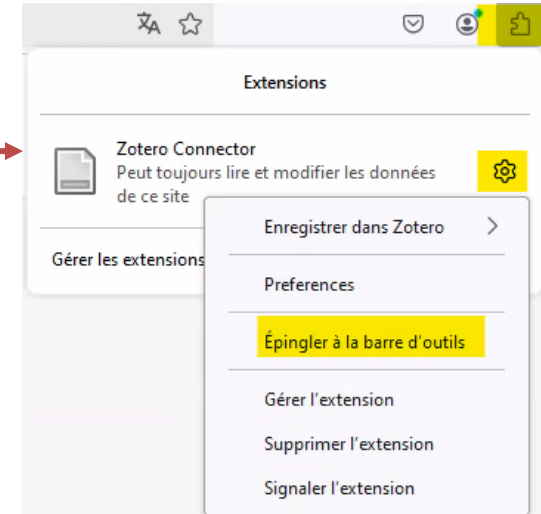 Extensions
Zotero Connector
Peut toujours lire et modifier les données
de ce site
Enregistrer dans Zotero
Gérer les extensions
Preferences
Épingler à la barre d'outils
Gérer l'extension
Supprimer l'extension
Signaler l'extension